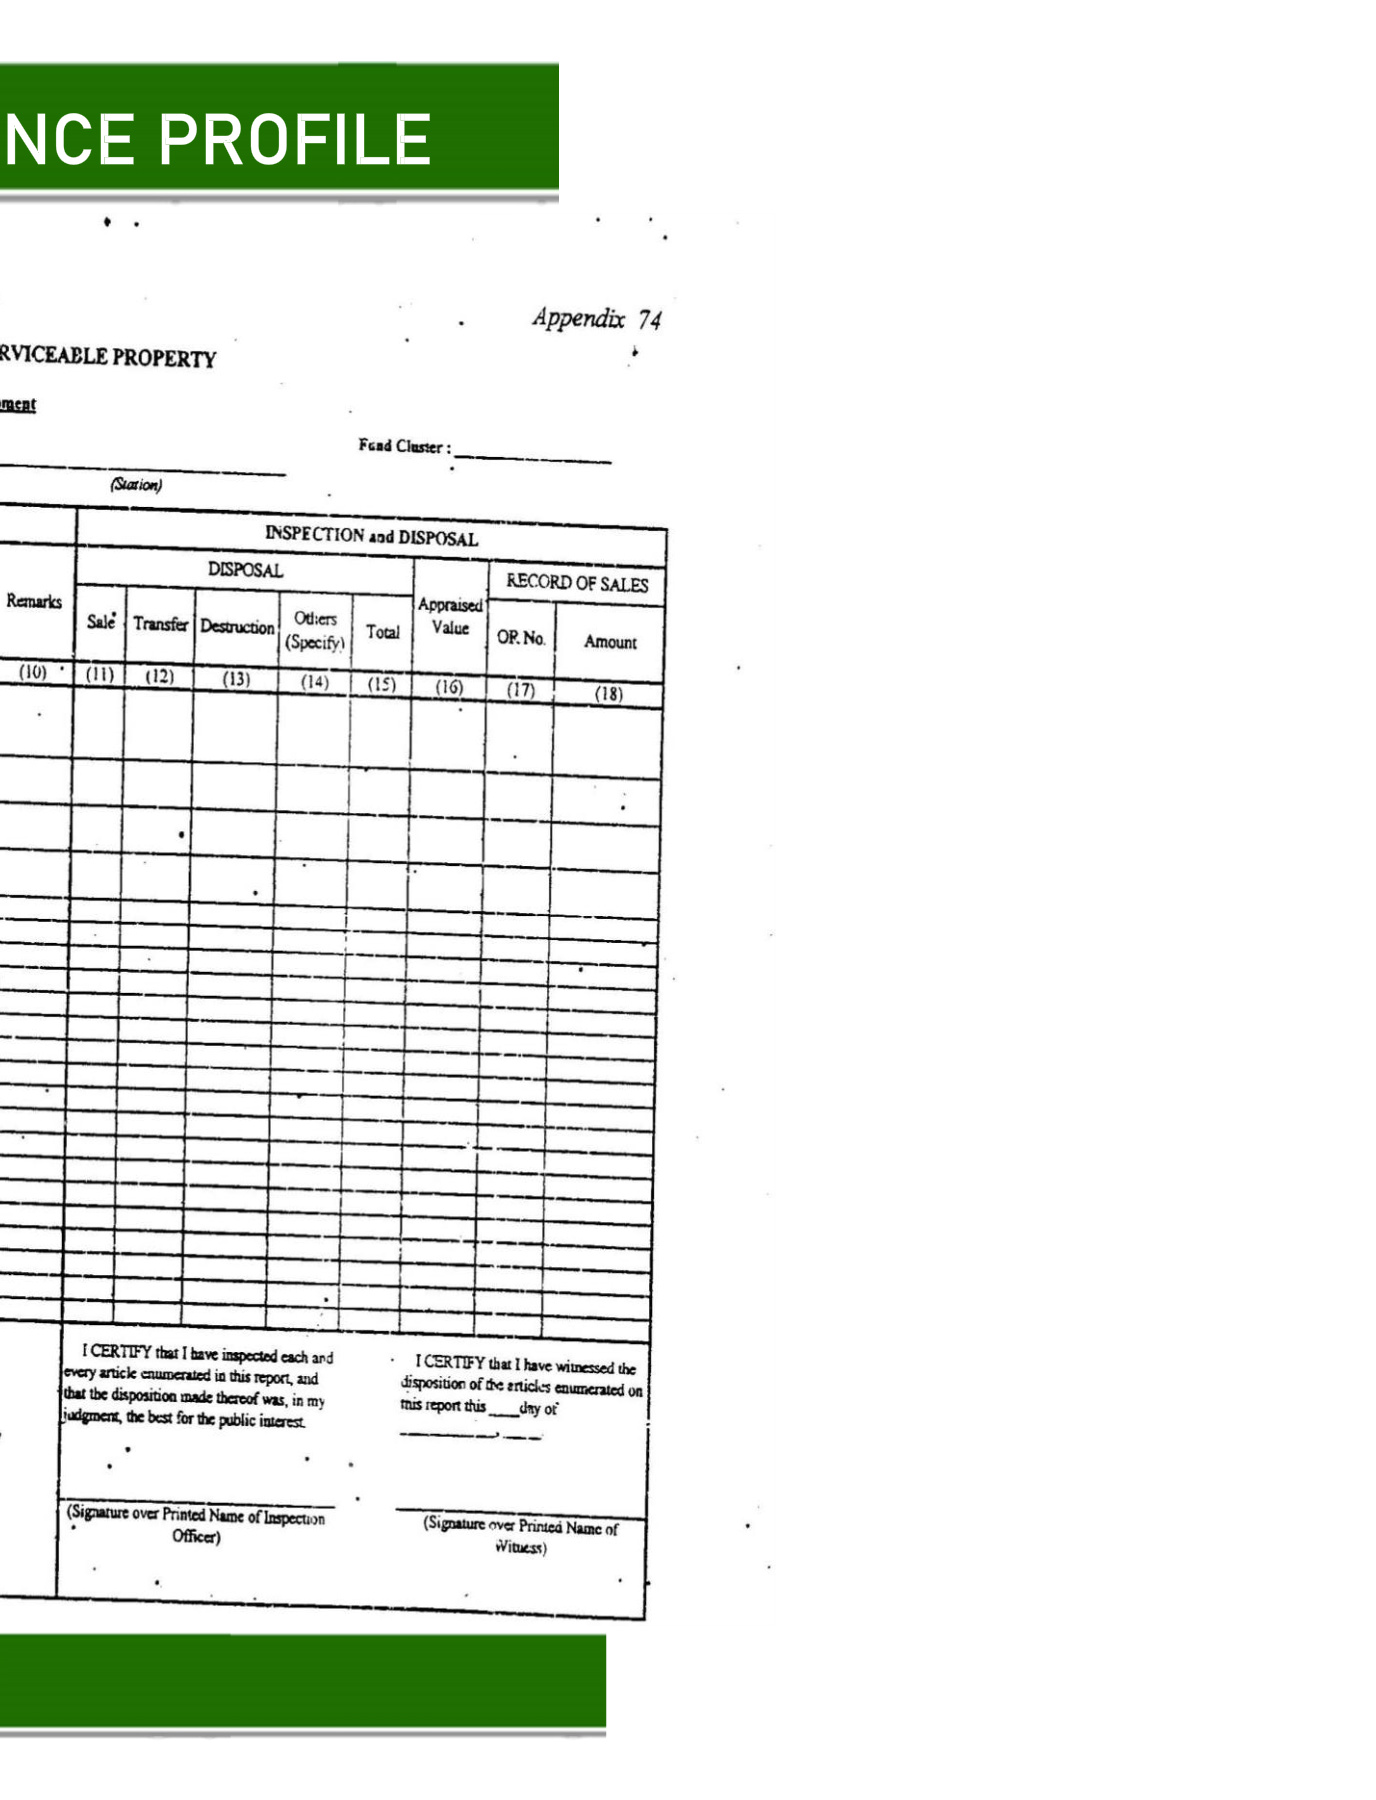 NCE PROFILE
Appendix 74
RVICEABLE PROPERTY
ment
Fund Cluster : ____________
(Station)
INSPECTION and DISPOSAL
DISPOSAL
RECORD OF SALES
Remarks
Sale
Transfer
Destruction
Others
(Specify)
Total
Appraised
Value
OR No.
Amount
(10)
(11)
(12)
(13)
(14)
(15)
(16)
(17)
(18)
I CERTIFY that I have inspected each and
every article enumerated in this report, and
that the disposition made thereof was, in my
judgment, the best for the public interest.
I CERTIFY that I have witnessed the
disposition of the articles enumerated on
this report this ____day of
____________, ____.
(Signature over Printed Name of Inspection
Officer)
(Signature over Printed Name of
Witness)